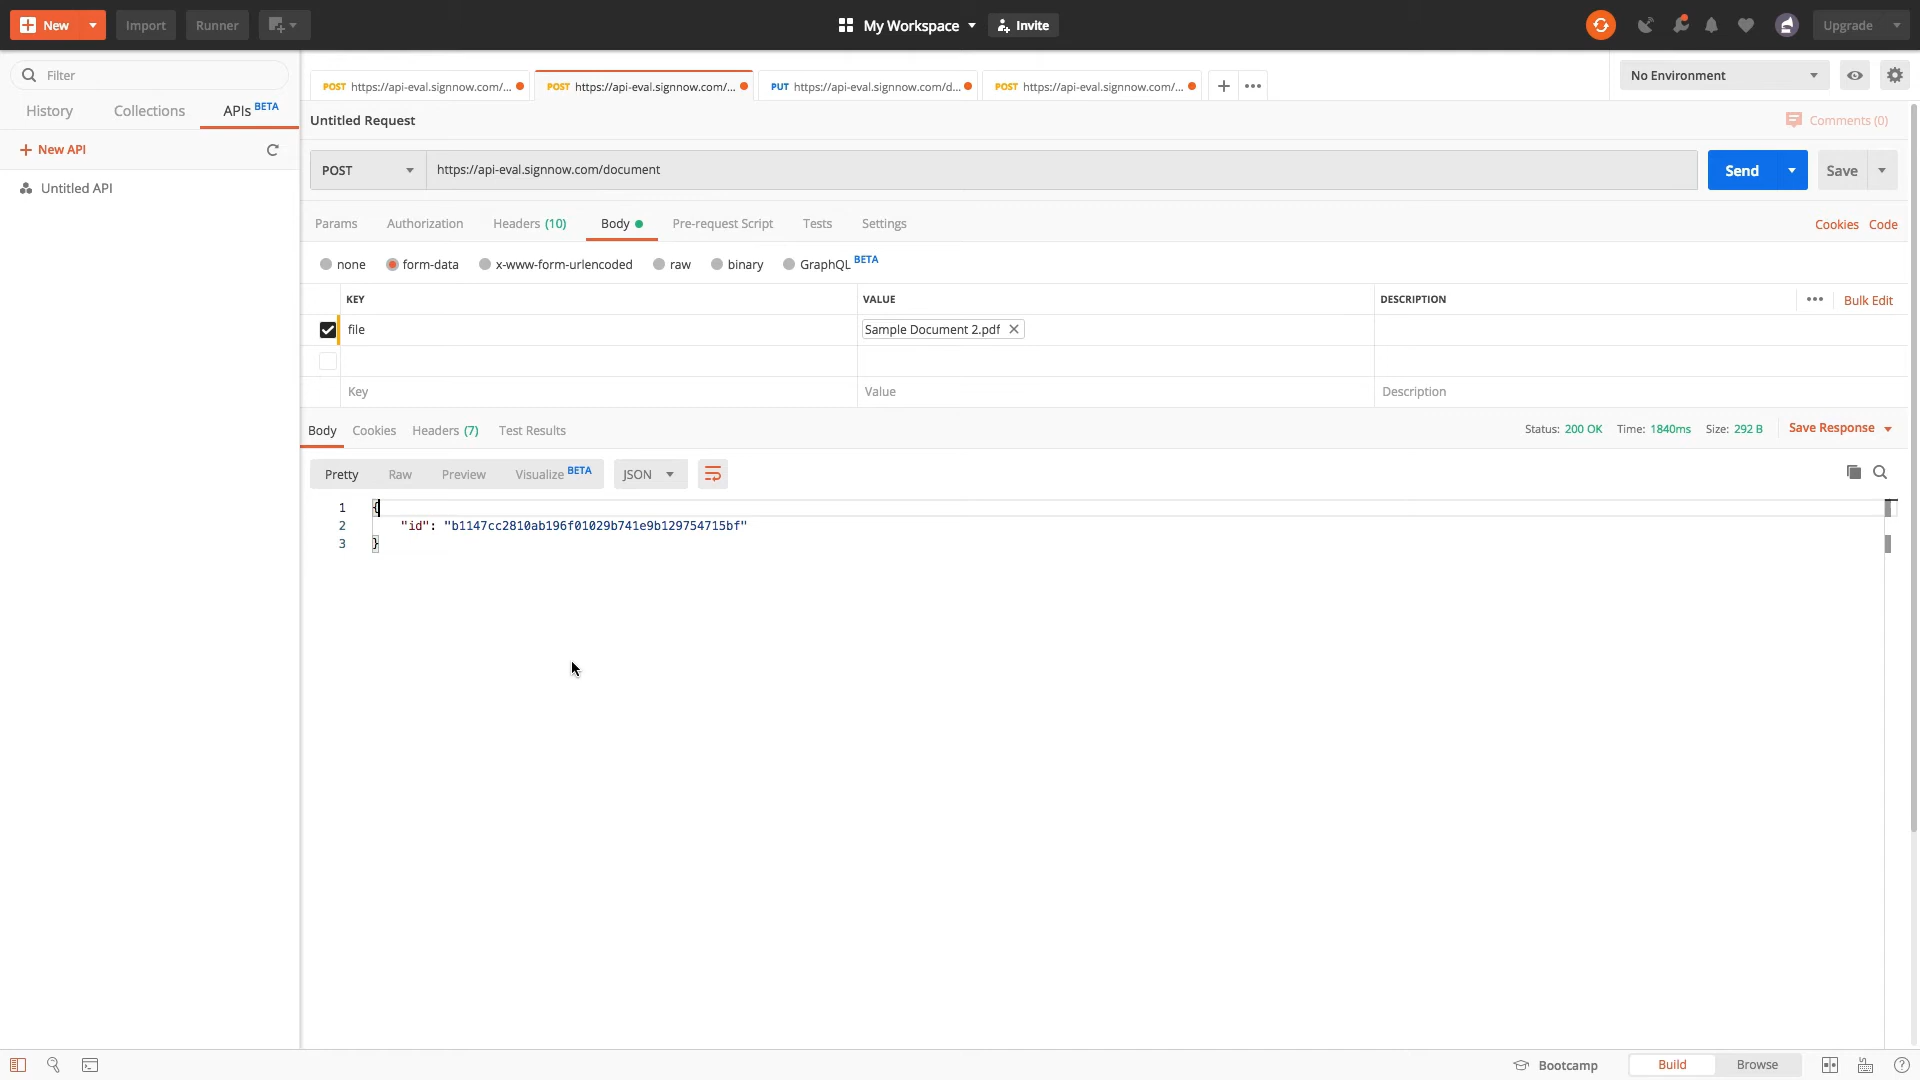 New
Import
Runner
My Workspace
Invite
Upgrade
Filter
History
Collections
APIs BETA
New API
Untitled API
POST https://api-eval.signnow.com/...
POST https://api-eval.signnow.com/...
PUT https://api-eval.signnow.com/d...
POST https://api-eval.signnow.com/...
No Environment
Untitled Request
Comments (0)
POST
https://api-eval.signnow.com/document
Send
Save
Params
Authorization
Headers (10)
Body
Pre-request Script
Tests
Settings
Cookies
Code
none
form-data
x-www-form-urlencoded
raw
binary
GraphQL BETA
KEY
VALUE
DESCRIPTION
Bulk Edit
file
Sample Document 2.pdf
Key
Value
Description
Body
Cookies
Headers (7)
Test Results
Status: 200 OK
Time: 1840ms
Size: 292 B
Save Response
Pretty
Raw
Preview
Visualize BETA
JSON
1 {
2 "id": "b1147cc2810ab196f01029b741e9b129754715bf"
3 }
Bootcamp
Build
Browse